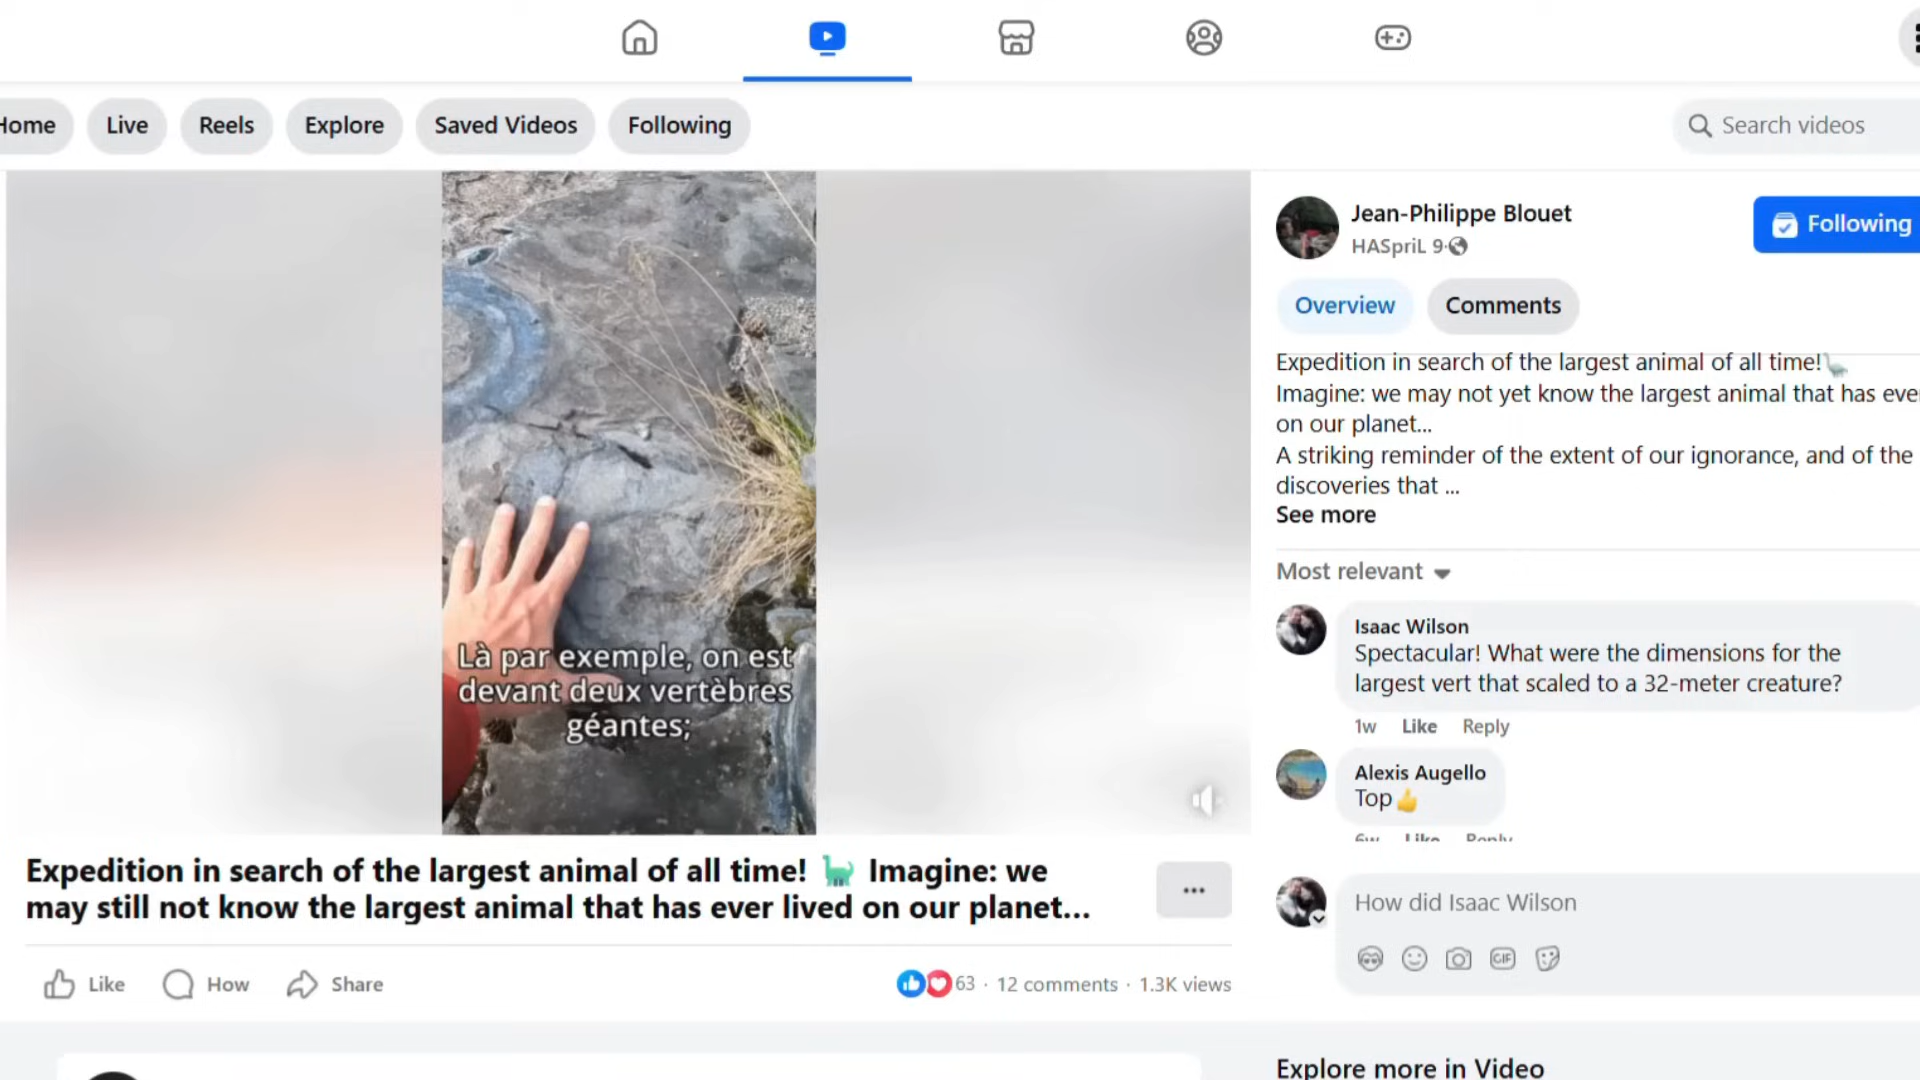 Home
Live
Reels
Explore
Saved Videos
Following
Search videos
Là par exemple, on est
devant deux vertèbres
géantes;
Expedition in search of the largest animal of all time! 🦕 Imagine: we
may still not know the largest animal that has ever lived on our planet...
Like
How
Share
63 · 12 comments · 1.3K views
Jean-Philippe Blouet
HASpriL 9·
Following
Overview
Comments
Expedition in search of the largest animal of all time!🦕
Imagine: we may not yet know the largest animal that has ever
on our planet...
A striking reminder of the extent of our ignorance, and of the
discoveries that ...
See more
Most relevant
Isaac Wilson
Spectacular! What were the dimensions for the
largest vert that scaled to a 32-meter creature?
1w Like Reply
Alexis Augello
Top👍
6w Like Reply
How did Isaac Wilson
GIF
Explore more in Video